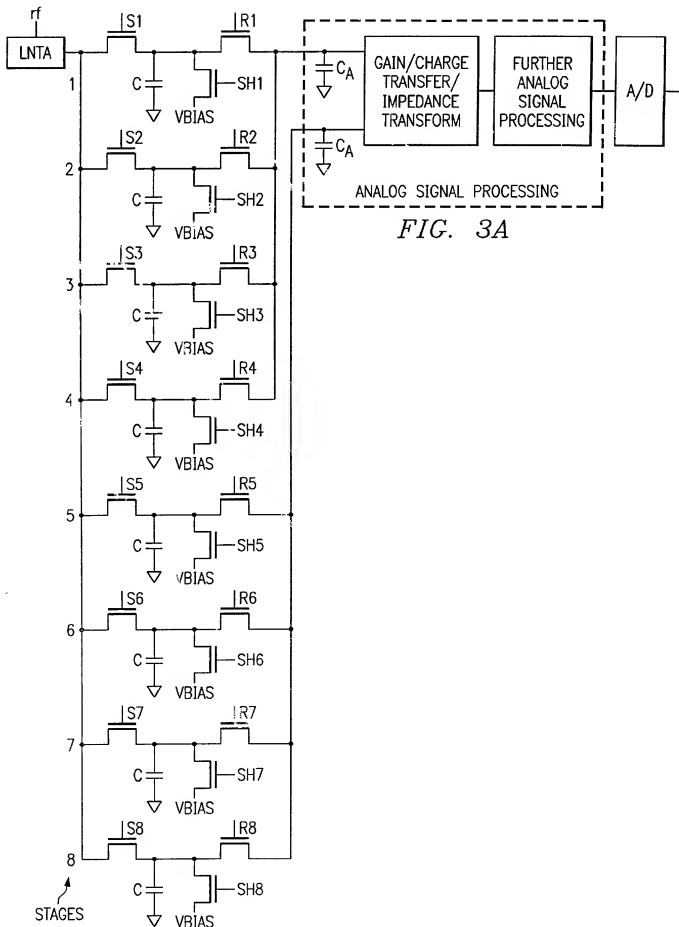 rf
LNTA
S1
R1
1
C
SH1
VBIAS
C_A
GAIN/CHARGE
TRANSFER/
IMPEDANCE
TRANSFORM
FURTHER
ANALOG
SIGNAL
PROCESSING
A/D
C_A
ANALOG SIGNAL PROCESSING
FIG. 3A
S2
R2
2
C
SH2
VBIAS
S3
R3
3
C
SH3
VBIAS
S4
R4
4
C
SH4
VBIAS
S5
R5
5
C
SH5
VBIAS
S6
R6
6
C
SH6
VBIAS
S7
R7
7
C
SH7
VBIAS
S8
R8
8
C
SH8
VBIAS
STAGES